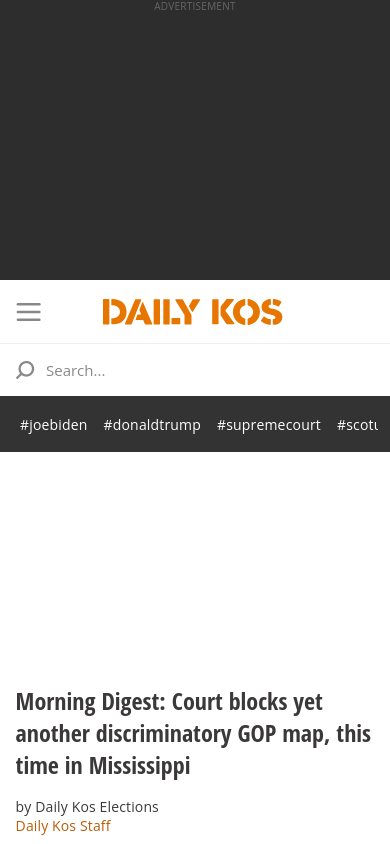 ADVERTISEMENT
DAILY KOS
Search...
#joebiden #donaldtrump #supremecourt
Morning Digest: Court blocks yet
another discriminatory GOP map, this
time in Mississippi
by Daily Kos Elections
Daily Kos Staff